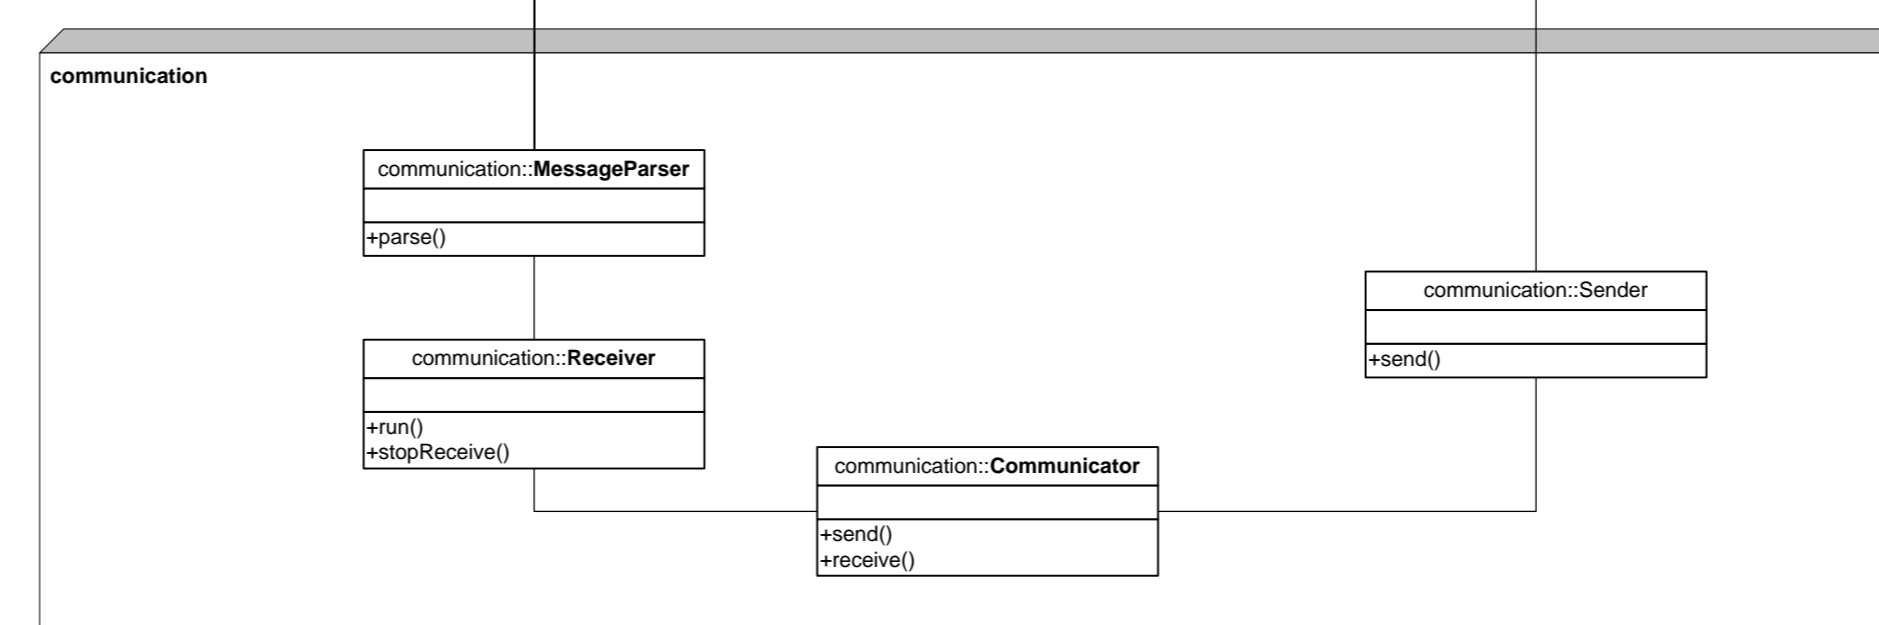 communication
communication::MessageParser
+parse()
communication::Sender
+send()
communication::Receiver
+run()
+stopReceive()
communication::Communicator
+send()
+receive()